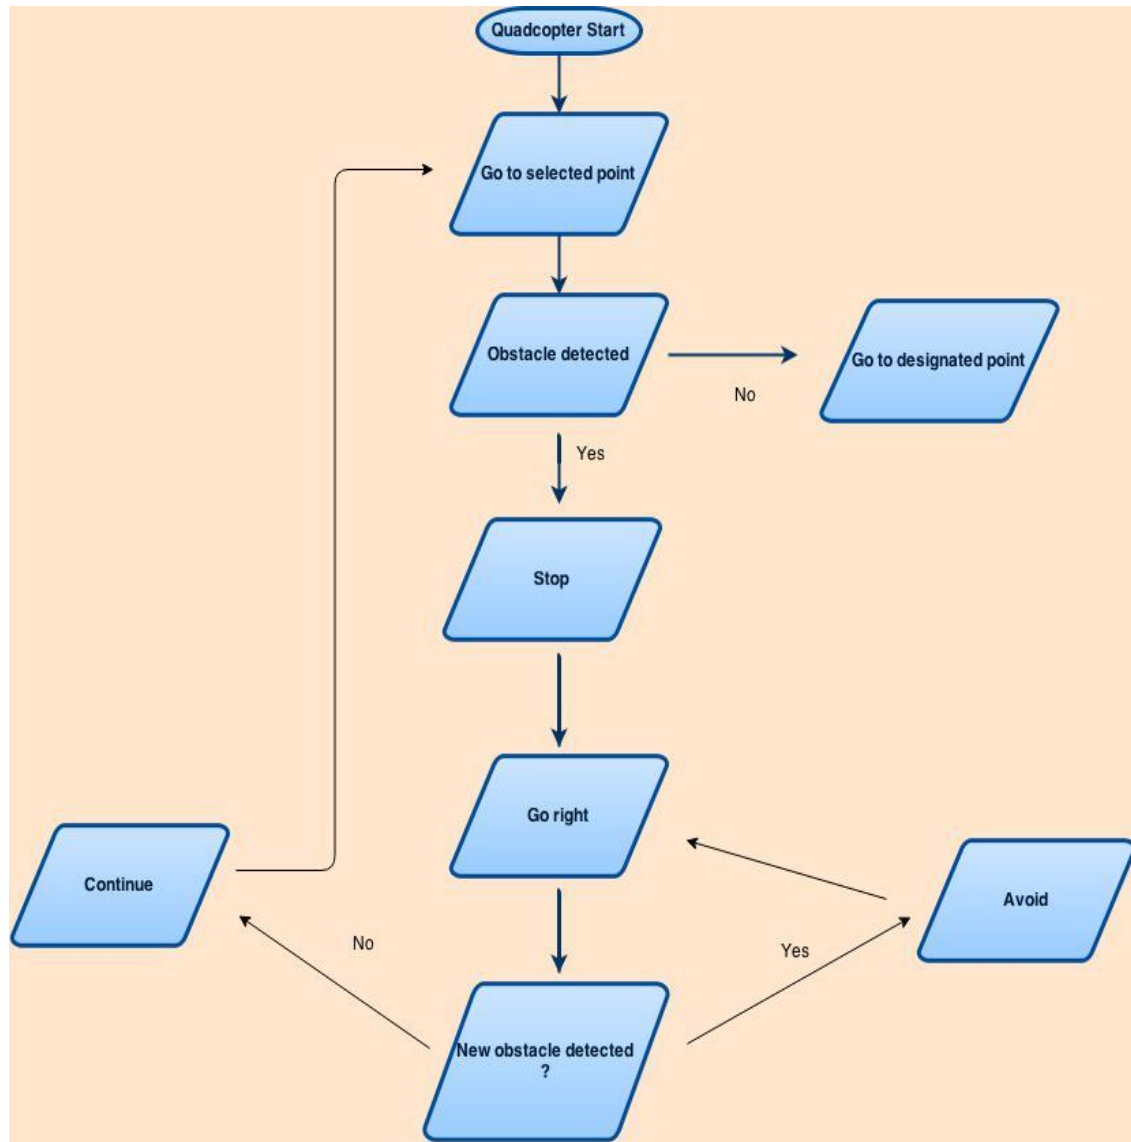 Quadcopter Start
Go to selected point
Obstacle detected
Go to designated point
No
Yes
Stop
Go right
Continue
Avoid
No
Yes
New obstacle detected
?